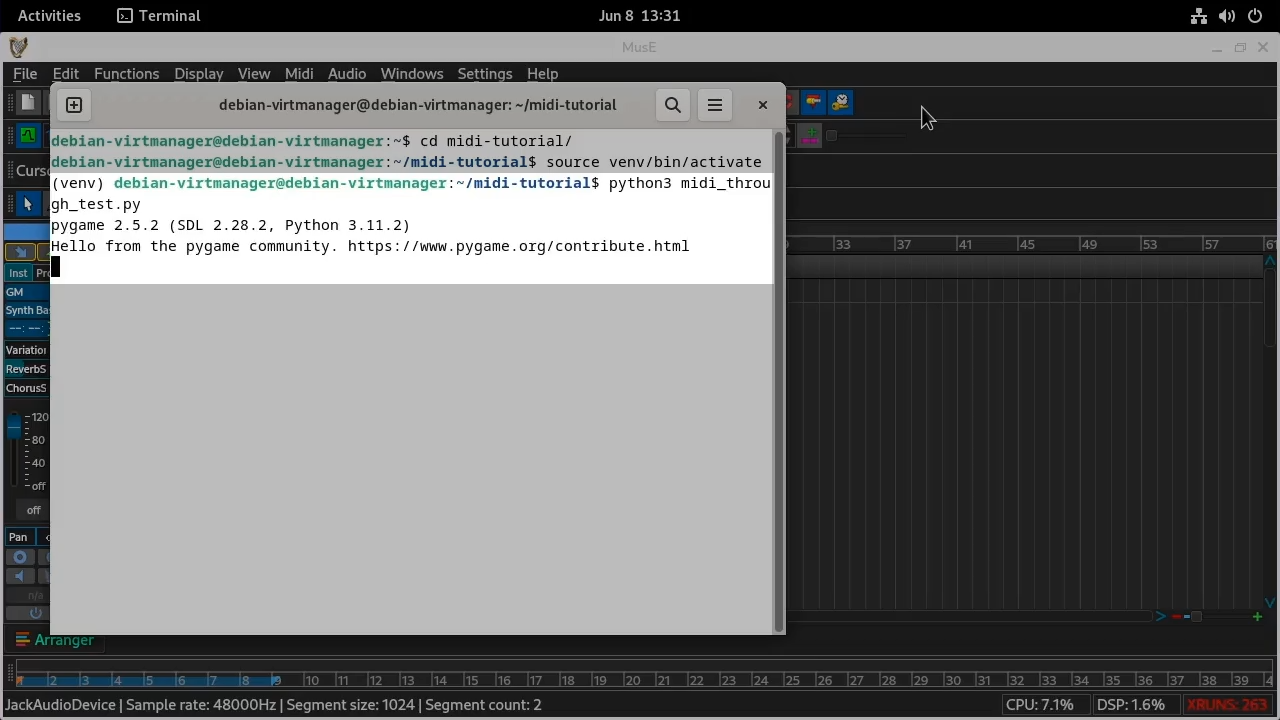 Activities
Terminal
Jun 8 13:31
MusE
File Edit Functions Display View Midi Audio Windows Settings Help
debian-virtmanager@debian-virtmanager: ~/midi-tutorial
debian-virtmanager@debian-virtmanager:~$ cd midi-tutorial/
debian-virtmanager@debian-virtmanager:~/midi-tutorial$ source venv/bin/activate
(venv) debian-virtmanager@debian-virtmanager:~/midi-tutorial$ python3 midi_throu
gh_test.py
pygame 2.5.2 (SDL 2.28.2, Python 3.11.2)
Hello from the pygame community. https://www.pygame.org/contribute.html
33 37 41 45 49 53 57 61
Inst
GM
Synth Ba
--: --:
Variatio
ReverbS
ChorusS
120
80
40
off
off
Pan
n/a
Arranger
2 3 4 5 6 7 8 9 10 11 12 13 14 15 16 17 18 19 20 21 22 23 24 25 26 27 28 29 30 31 32 33 34 35 36 37 38 39 4
JackAudioDevice | Sample rate: 48000Hz | Segment size: 1024 | Segment count: 2
CPU: 7.1%
DSP: 1.6%
XRUNS: 263